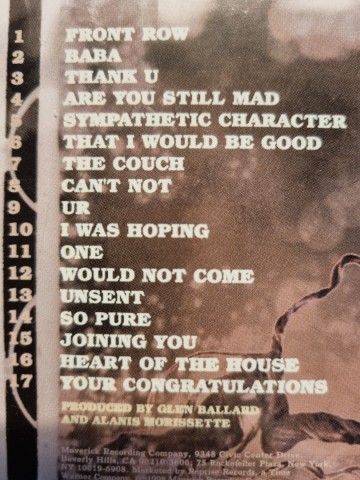 1 FRONT ROW
2 BABA
3 THANK U
4 ARE YOU STILL MAD
5 SYMPATHETIC CHARACTER
6 THAT I WOULD BE GOOD
7 THE COUCH
8 CAN'T NOT
9 UR
10 I WAS HOPING
11 ONE
12 WOULD NOT COME
13 UNSENT
14 SO PURE
15 JOINING YOU
16 HEART OF THE HOUSE
17 YOUR CONGRATULATIONS
PRODUCED BY GLEN BALLARD
AND ALANIS MORISSETTE
Maverick Recording Company, 9348 Civic Center Drive,
Beverly Hills, CA 90210-3606; 75 Rockefeller Plaza, New York,
NY 10019-6908. Marketed by Reprise Records, a Time
Warner Company